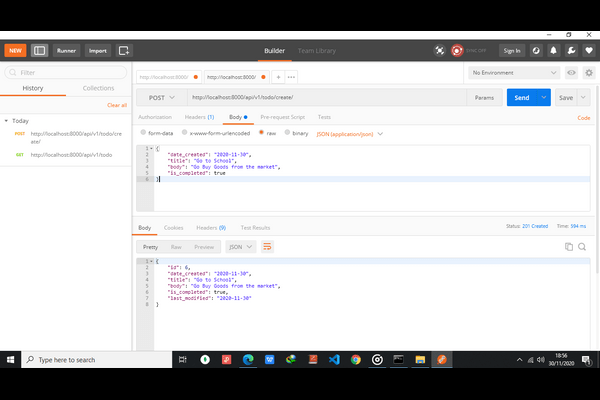 NEW
Runner
Import
Builder
Team Library
SYNC OFF
Sign In
Filter
History
Collections
Clear all
Today
POST http://localhost:8000/api/v1/todo/cre
ate/
GET http://localhost:8000/api/v1/todo
http://localhost:8000/
http://localhost:8000/
No Environment
POST
http://localhost:8000/api/v1/todo/create/
Params
Send
Save
Authorization
Headers (1)
Body
Pre-request Script
Tests
Code
form-data
x-www-form-urlencoded
raw
binary
JSON (application/json)
1 {
2 "date_created": "2020-11-30",
3 "title": "Go to School",
4 "body": "Go Buy Goods from the market",
5 "is_completed": true
6 }
Body
Cookies
Headers (9)
Test Results
Status: 201 Created
Time: 594 ms
Pretty
Raw
Preview
JSON
1 {
2 "id": 6,
3 "date_created": "2020-11-30",
4 "title": "Go to School",
5 "body": "Go Buy Goods from the market",
6 "is_completed": true,
7 "last_modified": "2020-11-30"
8 }
Type here to search
18:56
30/11/2020